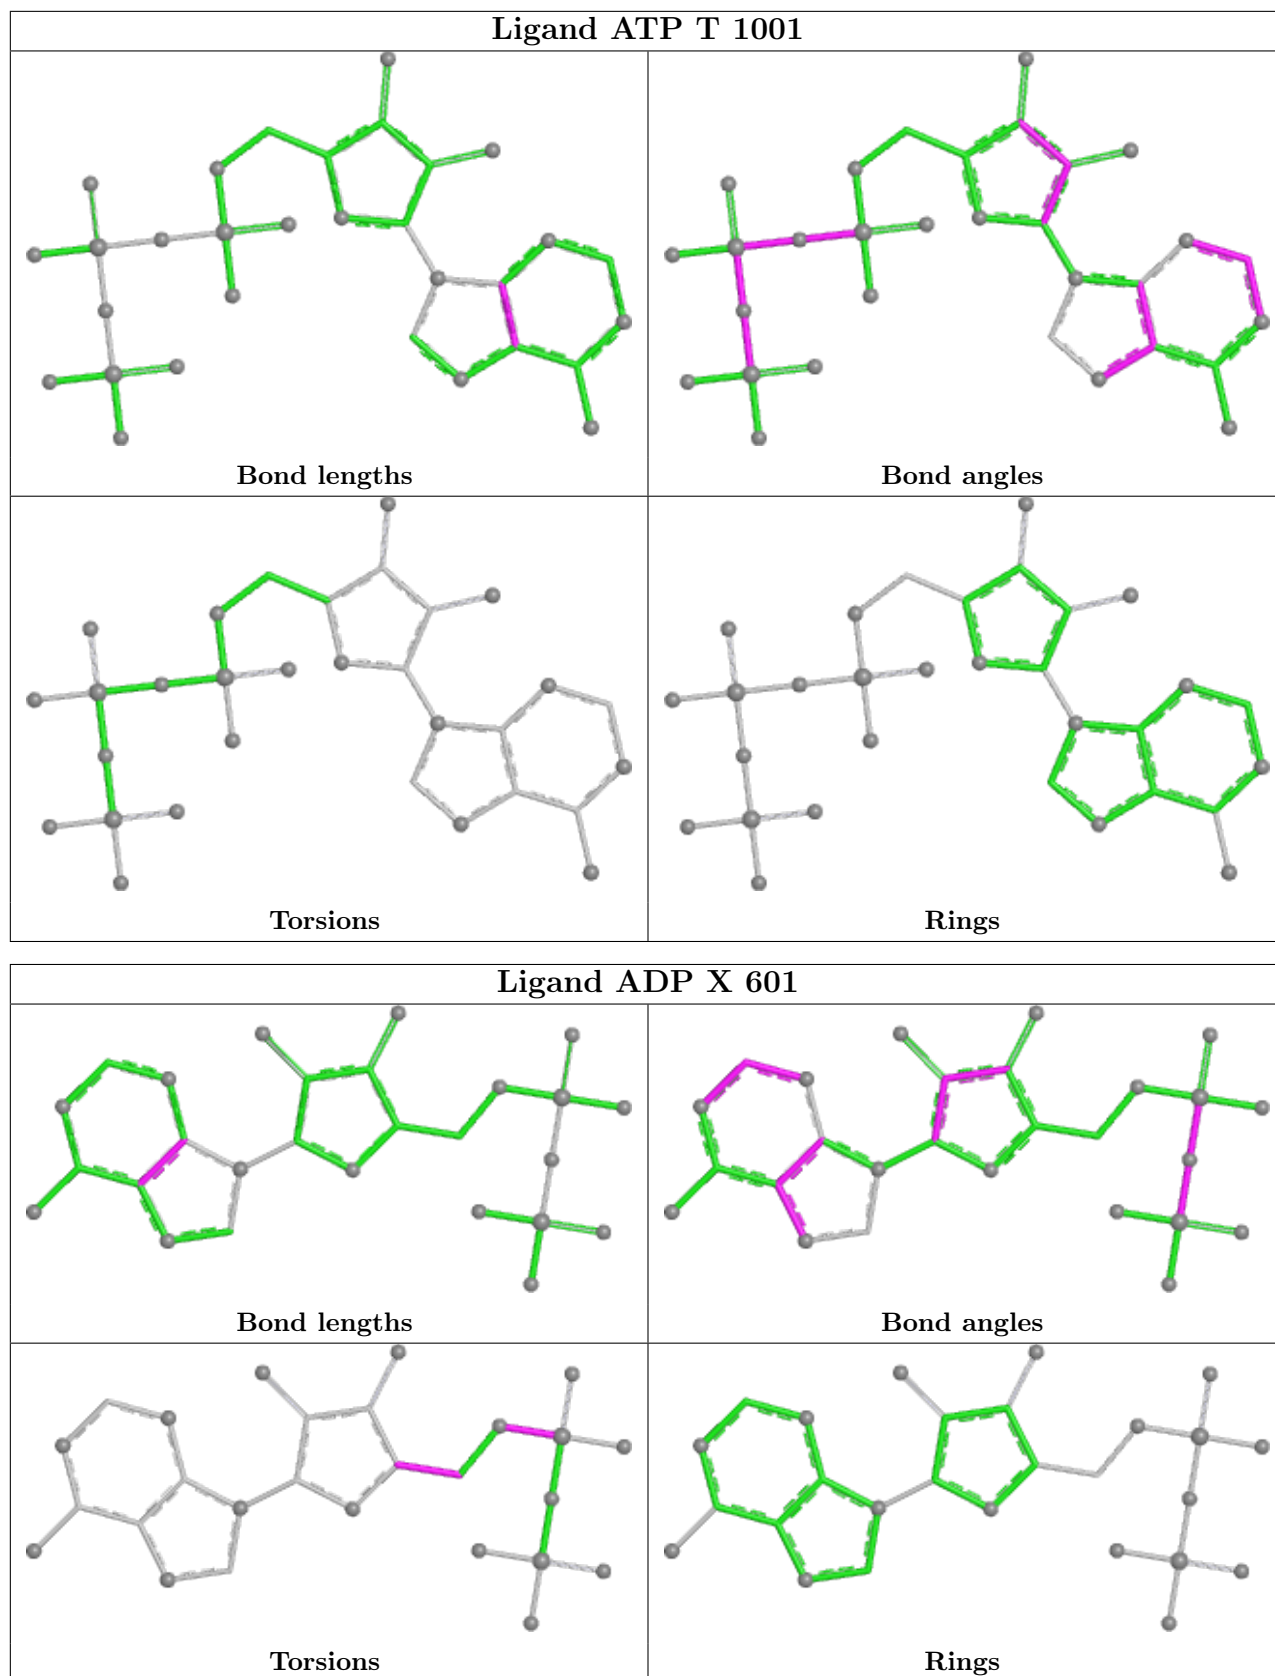 Ligand ATP T 1001
Bond lengths
Bond angles
Torsions
Rings
Ligand ADP X 601
Bond lengths
Bond angles
Torsions
Rings